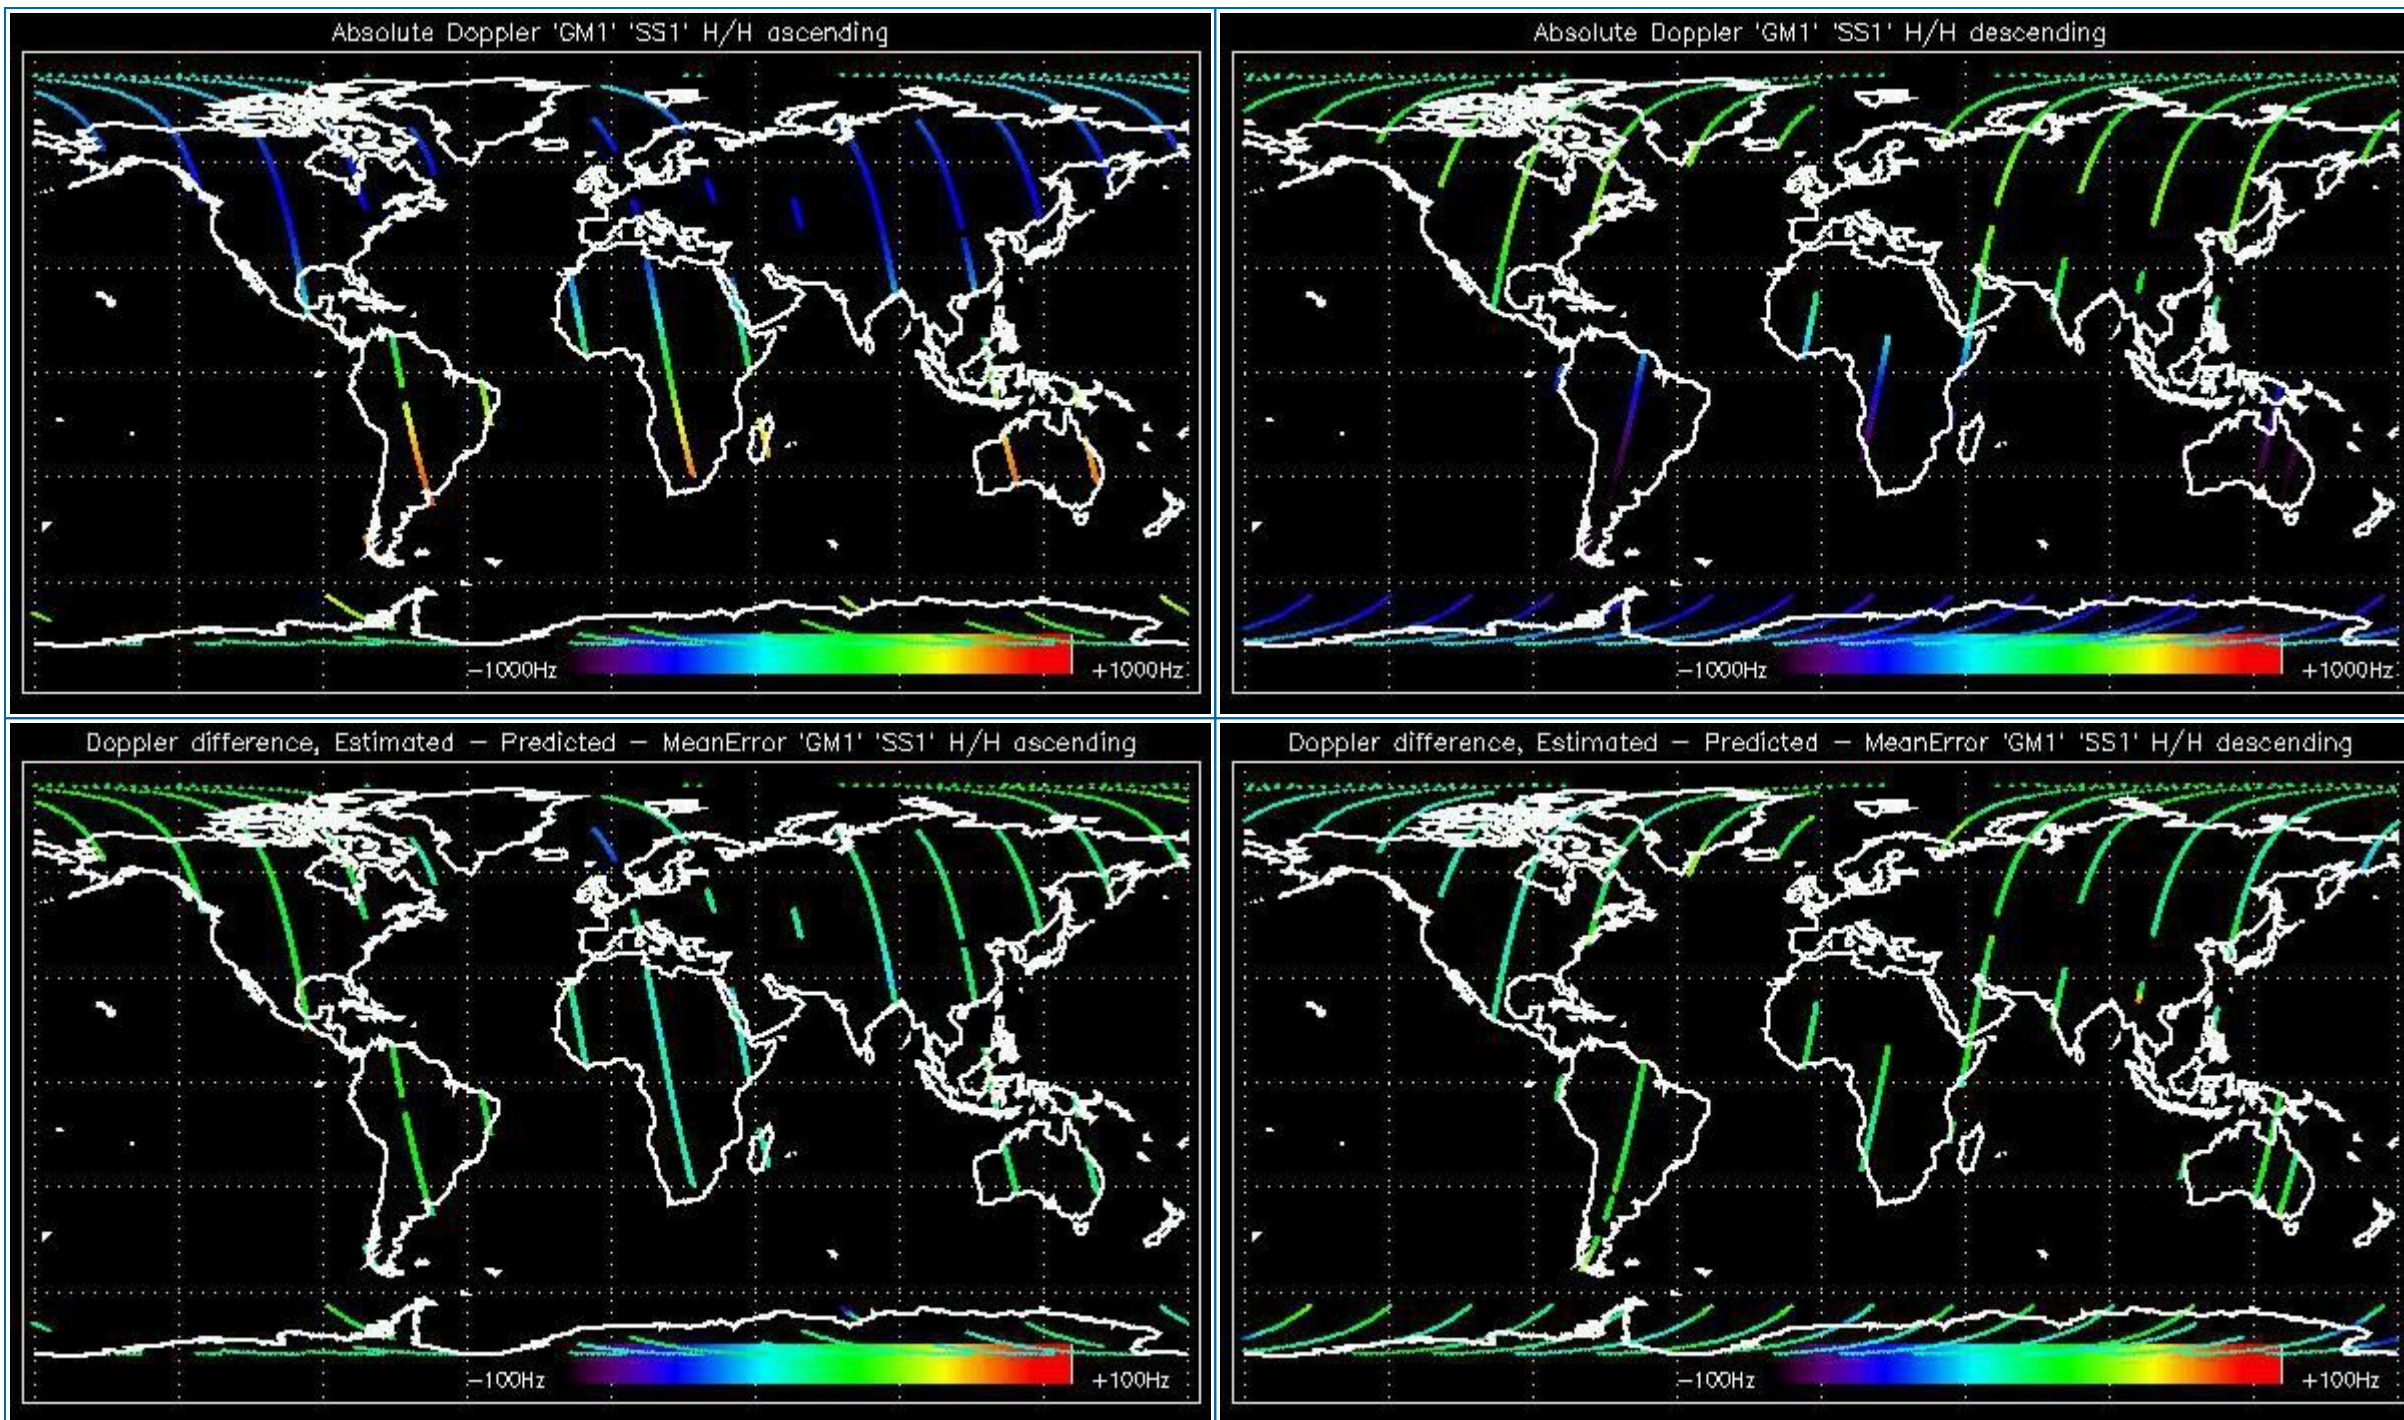 Absolute Doppler 'GM1' 'SS1' H/H ascending
-1000Hz
+1000Hz
Absolute Doppler 'GM1' 'SS1' H/H descending
-1000Hz
+1000Hz
Doppler difference, Estimated - Predicted - MeanError 'GM1' 'SS1' H/H ascending
-100Hz
+100Hz
Doppler difference, Estimated - Predicted - MeanError 'GM1' 'SS1' H/H descending
-100Hz
+100Hz